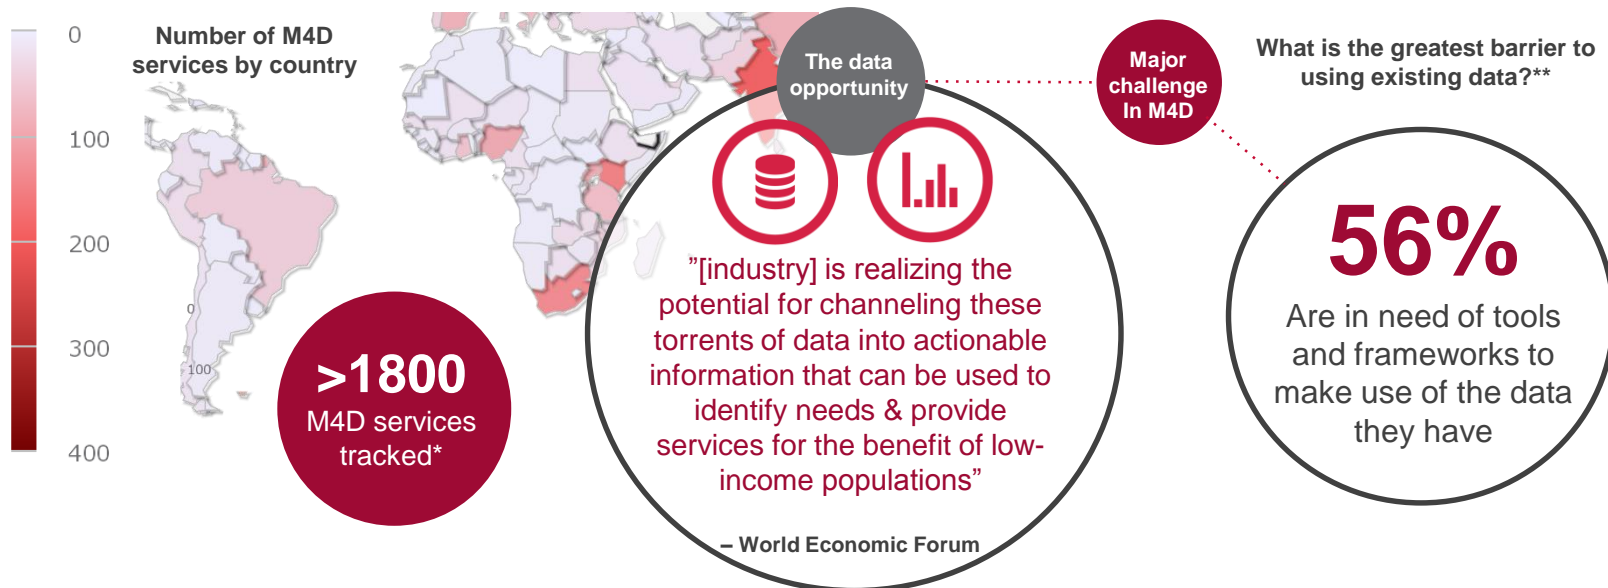 0
100
200
300
400
Number of M4D
services by country
0
100
>1800
M4D services
tracked*
The data
opportunity
”[industry] is realizing the
potential for channeling these
torrents of data into actionable
information that can be used to
identify needs & provide
services for the benefit of low-
income populations”
– World Economic Forum
Major
challenge
In M4D
What is the greatest barrier to
using existing data?**
56%
Are in need of tools
and frameworks to
make use of the data
they have